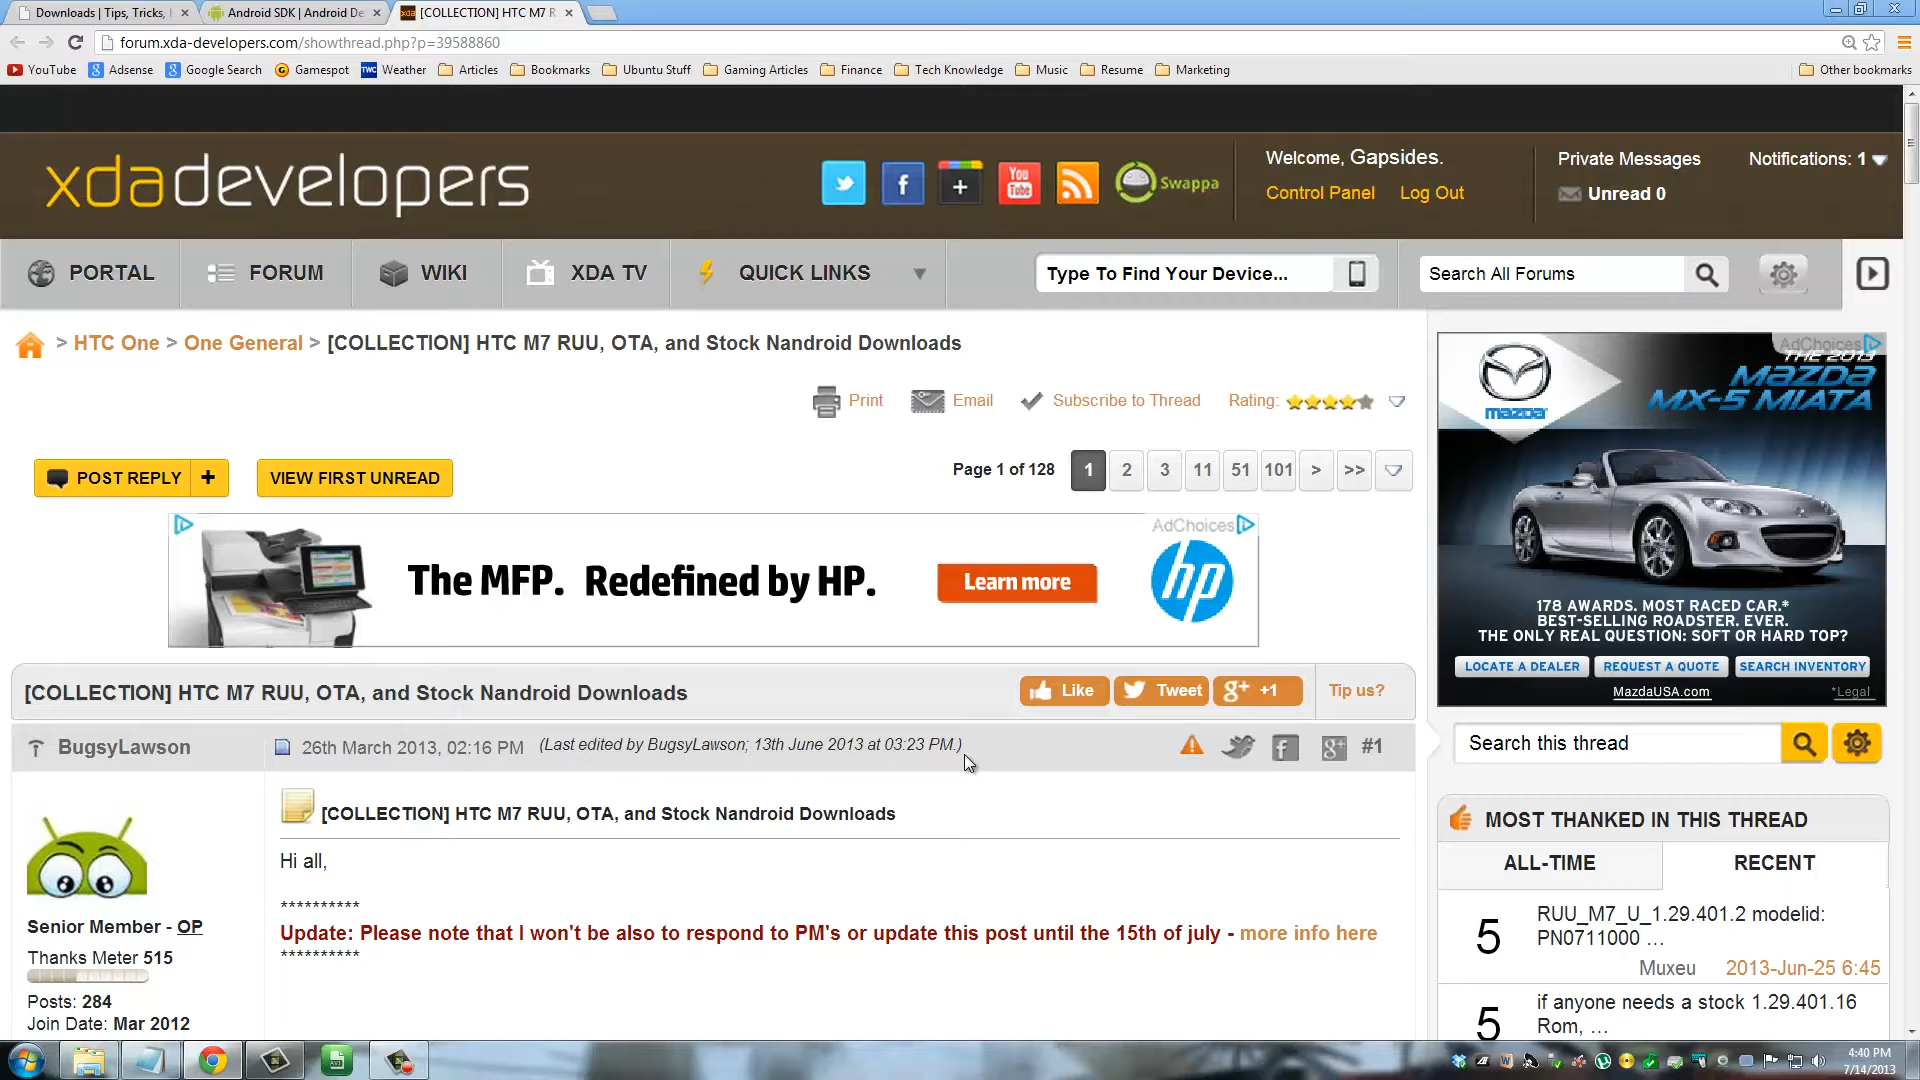 Downloads | Tips, Tricks,
Android SDK | Android De
[COLLECTION] HTC M7 R
forum.xda-developers.com/showthread.php?p=39588860
YouTube Adsense Google Search Gamespot Weather Articles Bookmarks Ubuntu Stuff Gaming Articles Finance Tech Knowledge Music Resume Marketing Other bookmarks
xdadevelopers
You Tube
Swappa
Welcome, Gapsides.
Control Panel Log Out
Private Messages
Unread 0
Notifications: 1
PORTAL FORUM WIKI XDA TV QUICK LINKS
Type To Find Your Device...
Search All Forums
> HTC One > One General > [COLLECTION] HTC M7 RUU, OTA, and Stock Nandroid Downloads
Print Email Subscribe to Thread Rating:
POST REPLY +
VIEW FIRST UNREAD
Page 1 of 128 1 2 3 11 51 101 > >>
AdChoices
The MFP. Redefined by HP.
Learn more
hp
[COLLECTION] HTC M7 RUU, OTA, and Stock Nandroid Downloads
Like Tweet g+ +1 Tip us?
BugsyLawson
26th March 2013, 02:16 PM (Last edited by BugsyLawson; 13th June 2013 at 03:23 PM.)
#1
[COLLECTION] HTC M7 RUU, OTA, and Stock Nandroid Downloads
Hi all,
**********
Update: Please note that I won't be also to respond to PM's or update this post until the 15th of july - more info here
**********
Senior Member - OP
Thanks Meter 515
Posts: 284
Join Date: Mar 2012
AdChoices
THE 2013
mazda
MX-5 MIATA
mazda
178 AWARDS. MOST RACED CAR.*
BEST-SELLING ROADSTER. EVER.
THE ONLY REAL QUESTION: SOFT OR HARD TOP?
LOCATE A DEALER REQUEST A QUOTE SEARCH INVENTORY
MazdaUSA.com
*Legal
Search this thread
MOST THANKED IN THIS THREAD
ALL-TIME RECENT
5
RUU_M7_U_1.29.401.2 modelid:
PN0711000 ...
Muxeu 2013-Jun-25 6:45
5
if anyone needs a stock 1.29.401.16
Rom, ...
4:40 PM
7/14/2013